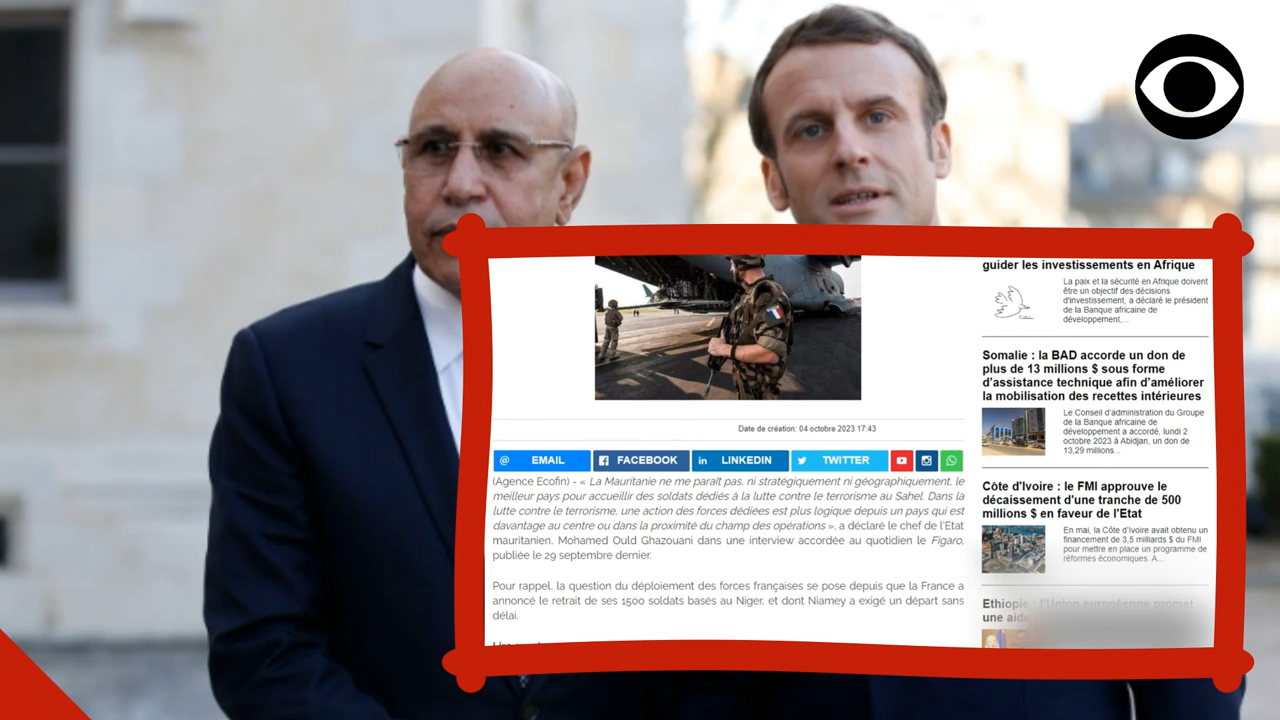 Date de création: 04 octobre 2023 17:43
@ EMAIL
FACEBOOK
in LINKEDIN
TWITTER
(Agence Ecofin) - « La Mauritanie ne me paraît pas, ni stratégiquement ni géographiquement, le
meilleur pays pour accueillir des soldats dédiés à la lutte contre le terrorisme au Sahel. Dans la
lutte contre le terrorisme, une action des forces dédiées est plus logique depuis un pays qui est
davantage au centre ou dans la proximité du champ des opérations », a déclaré le chef de l'Etat
mauritanien, Mohamed Ould Ghazouani dans une interview accordée au quotidien le Figaro,
publiée le 29 septembre dernier.
Pour rappel, la question du déploiement des forces françaises se pose depuis que la France a
annoncé le retrait de ses 1500 soldats basés au Niger, et dont Niamey a exigé un départ sans
délai.
guider les investissements en Afrique
La paix et la sécurité en Afrique doivent
être un objectif des décisions
d'investissement, a déclaré le président
de la Banque africaine de
développement,...
Somalie : la BAD accorde un don de
plus de 13 millions $ sous forme
d'assistance technique afin d'améliorer
la mobilisation des recettes intérieures
Le Conseil d'administration du Groupe
de la Banque africaine de
développement a accordé, lundi 2
octobre 2023 à Abidjan, un don de
13,29 millions...
Côte d'Ivoire : le FMI approuve le
décaissement d'une tranche de 500
millions $ en faveur de l'Etat
En mai, la Côte d'Ivoire avait obtenu un
financement de 3,5 milliards $ du FMI
pour mettre en place un programme de
réformes économiques. A...
Ethiopie : l'Union européenne promet
une aide